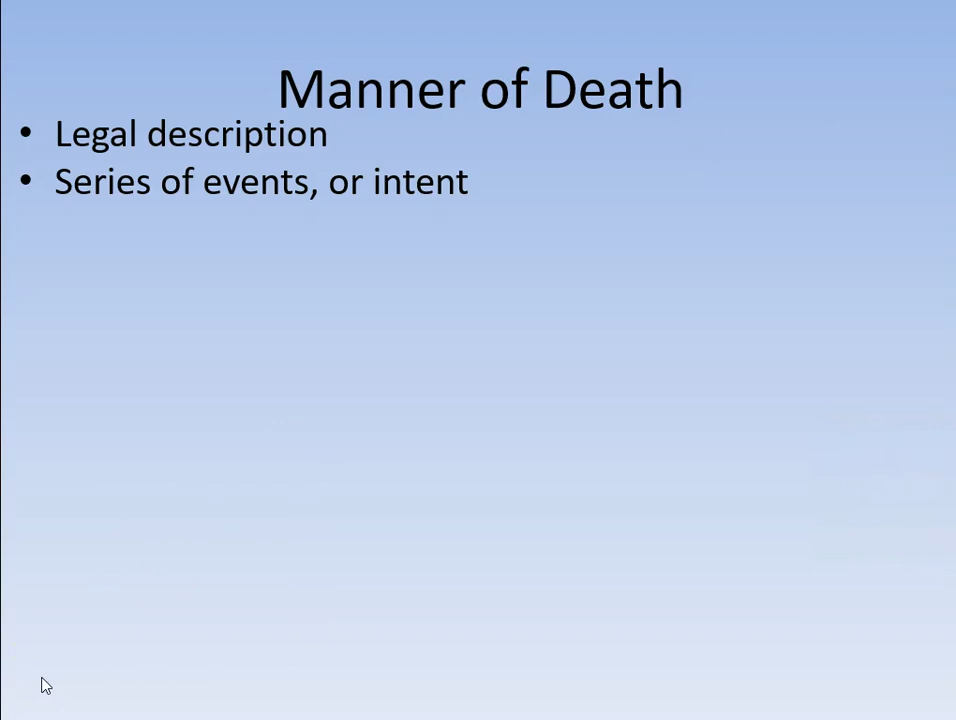 Manner of Death
• Legal description
• Series of events, or intent